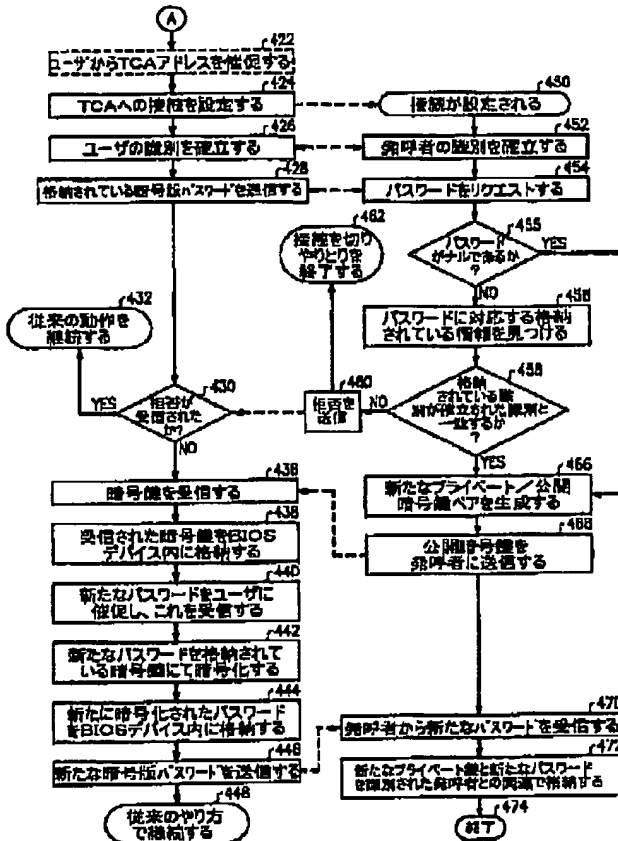 A
422
ユーザからTCAアドレスを催促する
424
TCAへの接続を設定する
426
ユーザの識別を確立する
428
格納されている暗号版パスワードを送信する
432
従来の動作を
継続する
430
拒否が
受信された
か?
YES
NO
436
暗号鍵を受信する
438
受信された暗号鍵をBIOS
デバイス内に格納する
440
新たなパスワードをユーザに
催促し、これを受信する
442
新たなパスワードを格納されて
いる暗号鍵にて暗号化する
444
新たに暗号化されたパスワード
をBIOSデバイス内に格納する
446
新たな暗号版パスワードを送信する
448
従来のやり方
で継続する
450
接続が設定される
452
発呼者の識別を確立する
454
パスワードをリクエストする
455
パスワード
がナルであるか
?
YES
NO
456
パスワードに対応する格納
されている情報を見つける
458
格納
されている識
別が確立された識別と
一致するか
?
NO
YES
460
拒否を
送信
462
接続を切り
やりとりを
終了する
466
新たなプライベート/公開
暗号鍵ペアを生成する
468
公開暗号鍵を
発呼者に送信する
470
発呼者から新たなパスワードを受信する
472
新たなプライベート鍵と新たなパスワード
を識別された発呼者との関連で格納する
474
終了